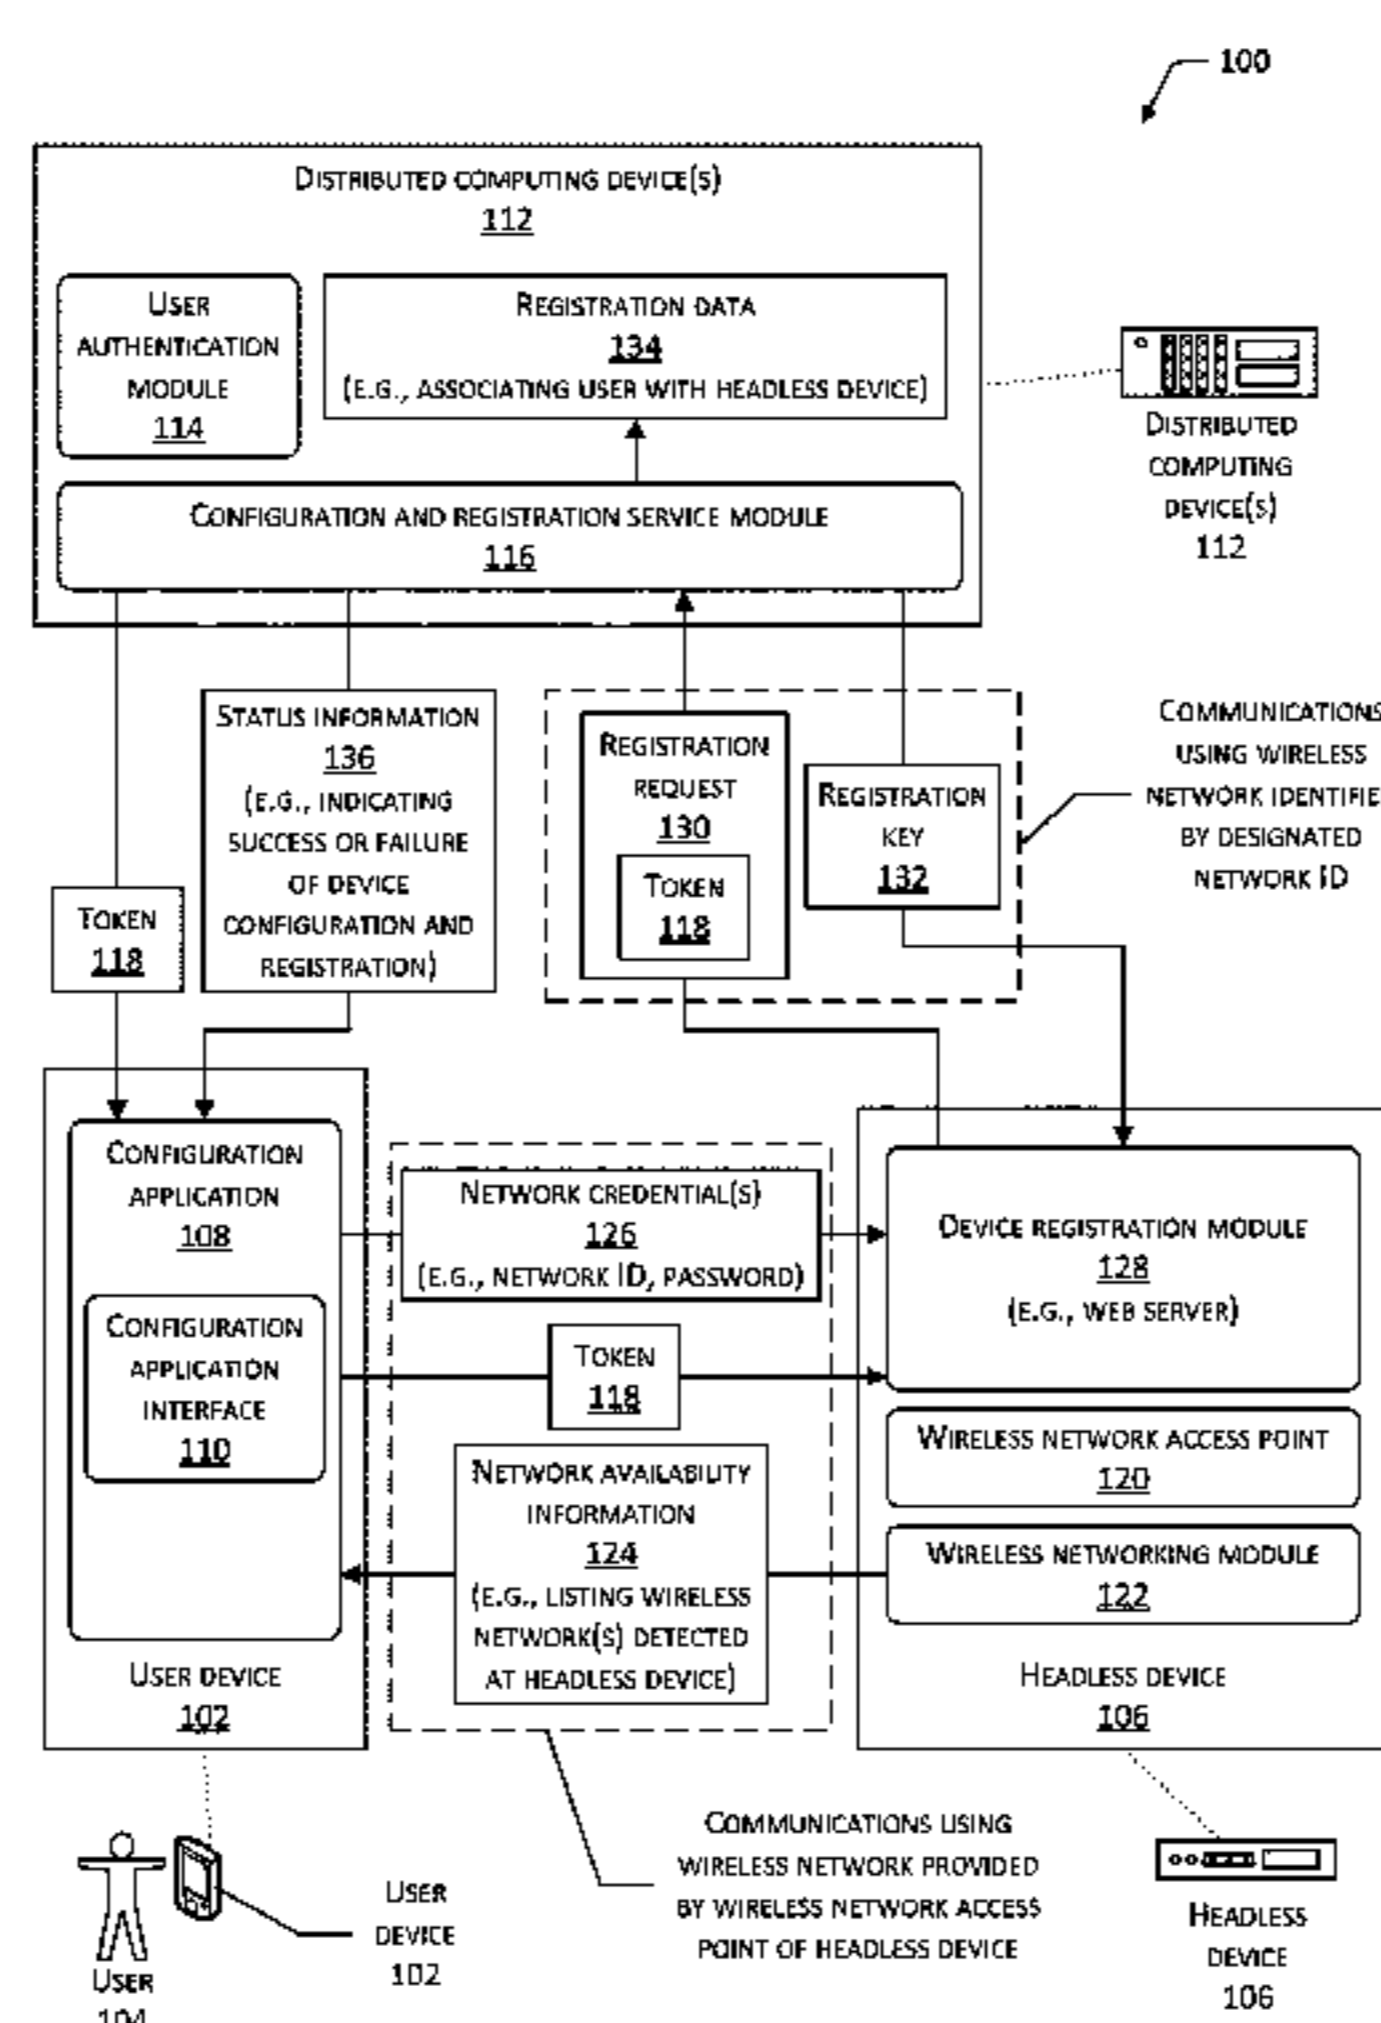 100
DISTRIBUTED COMPUTING DEVICE(S)
112
USER
AUTHENTICATION
MODULE
114
REGISTRATION DATA
134
(E.G., ASSOCIATING USER WITH HEADLESS DEVICE)
DISTRIBUTED
COMPUTING
DEVICE(S)
112
CONFIGURATION AND REGISTRATION SERVICE MODULE
116
STATUS INFORMATION
136
(E.G., INDICATING
SUCCESS OR FAILURE
OF DEVICE
CONFIGURATION AND
REGISTRATION)
TOKEN
118
REGISTRATION
REQUEST
130
TOKEN
118
REGISTRATION
KEY
132
COMMUNICATIONS
USING WIRELESS
NETWORK IDENTIFIE
BY DESIGNATED
NETWORK ID
CONFIGURATION
APPLICATION
108
CONFIGURATION
APPLICATION
INTERFACE
110
USER DEVICE
102
NETWORK CREDENTIAL(S)
126
(E.G., NETWORK ID, PASSWORD)
TOKEN
118
NETWORK AVAILABILITY
INFORMATION
124
(E.G., LISTING WIRELESS
NETWORK(S) DETECTED
AT HEADLESS DEVICE)
DEVICE REGISTRATION MODULE
128
(E.G., WEB SERVER)
WIRELESS NETWORK ACCESS POINT
120
WIRELESS NETWORKING MODULE
122
HEADLESS DEVICE
106
USER
104
USER
DEVICE
102
COMMUNICATIONS USING
WIRELESS NETWORK PROVIDED
BY WIRELESS NETWORK ACCESS
POINT OF HEADLESS DEVICE
HEADLESS
DEVICE
106